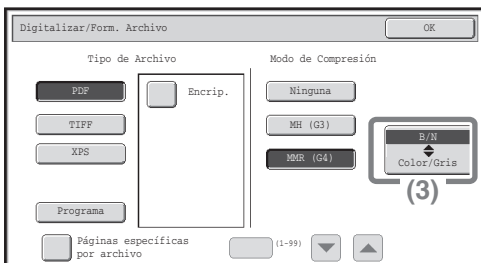 Digitalizar/Form. Archivo
OK
Tipo de Archivo
Modo de Compresión
PDF
Encrip.
Ninguna
TIFF
MH (G3)
XPS
MMR (G4)
B/N
Color/Gris
(3)
Programa
Páginas específicas
por archivo
(1-99)